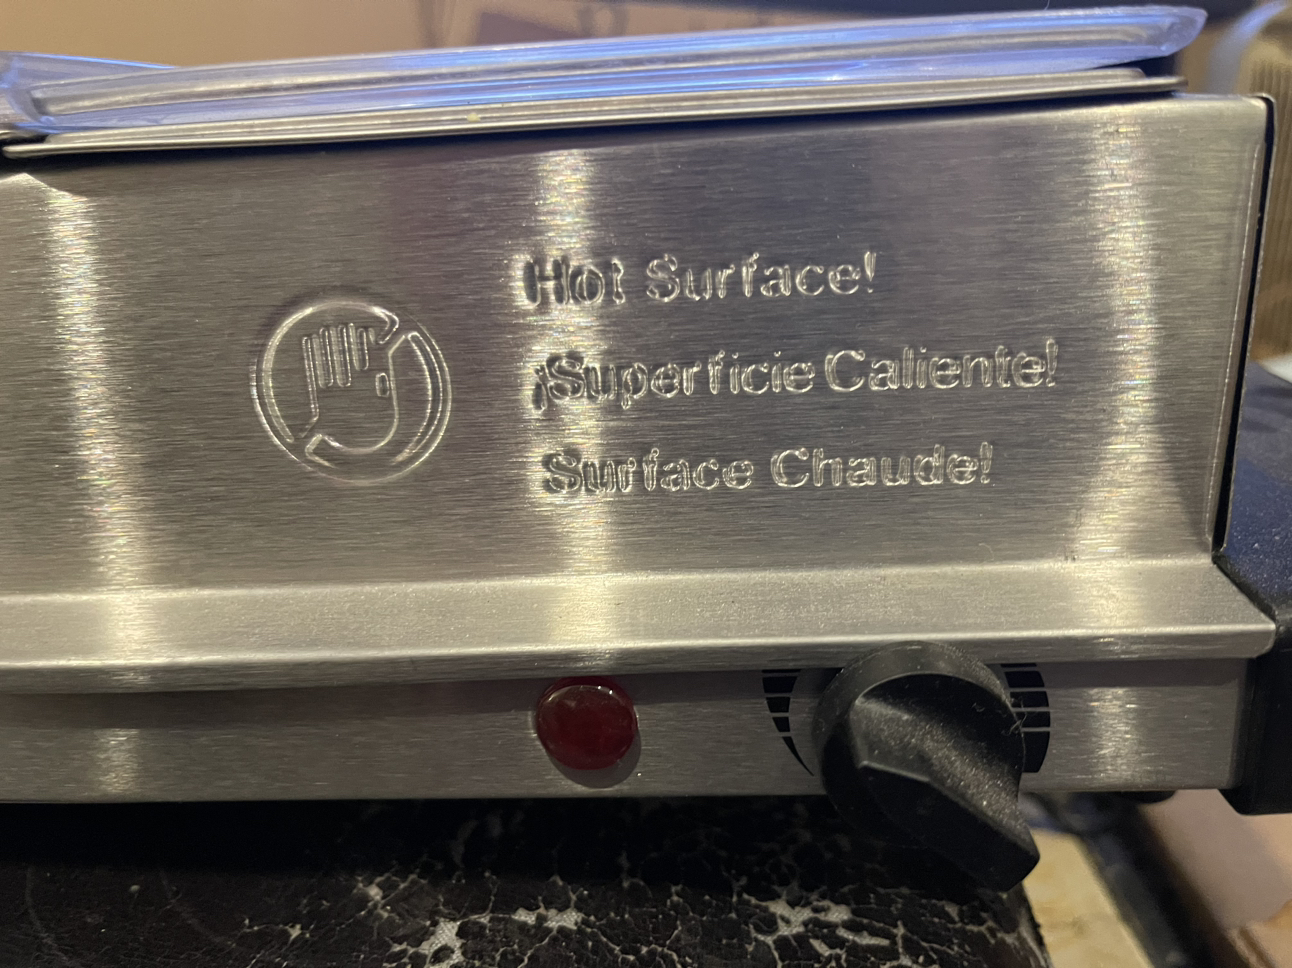 Hot Surface!
¡Superficie Caliente!
Surface Chaude!